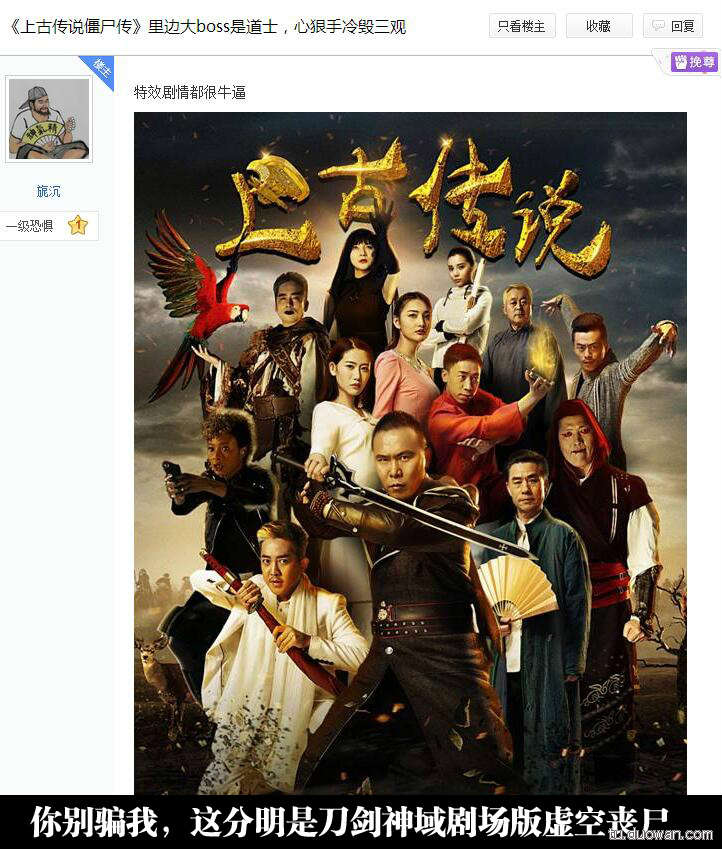 《上古传说僵尸传》里边大boss是道士，心狠手冷毁三观
只看楼主
收藏
回复
楼主
挽尊
特效剧情都很牛逼
上古传说
旎沉
一级恐惧
1
你别骗我，这分明是刀剑神域剧场版虚空丧尸
tu.duowan.com